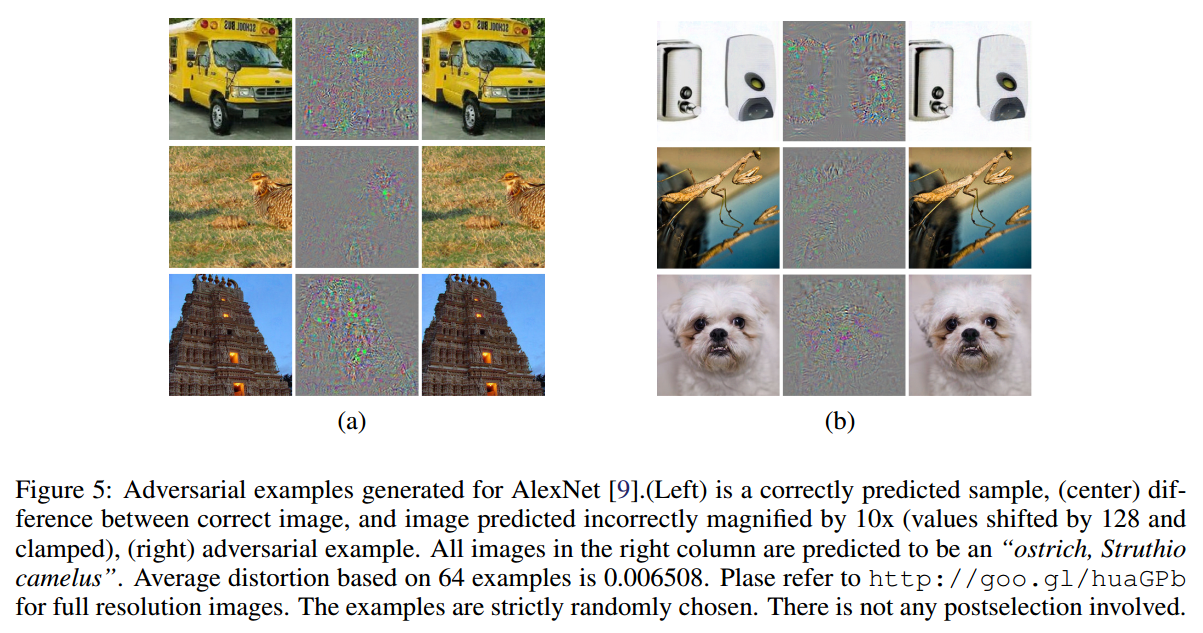 SCHOOL BUS
SCHOOL BUS
(a)
(b)
Figure 5: Adversarial examples generated for AlexNet [9].(Left) is a correctly predicted sample, (center) dif-
ference between correct image, and image predicted incorrectly magnified by 10x (values shifted by 128 and
clamped), (right) adversarial example. All images in the right column are predicted to be an “ostrich, Struthio
camelus”. Average distortion based on 64 examples is 0.006508. Plase refer to http://goo.gl/huaGPb
for full resolution images. The examples are strictly randomly chosen. There is not any postselection involved.